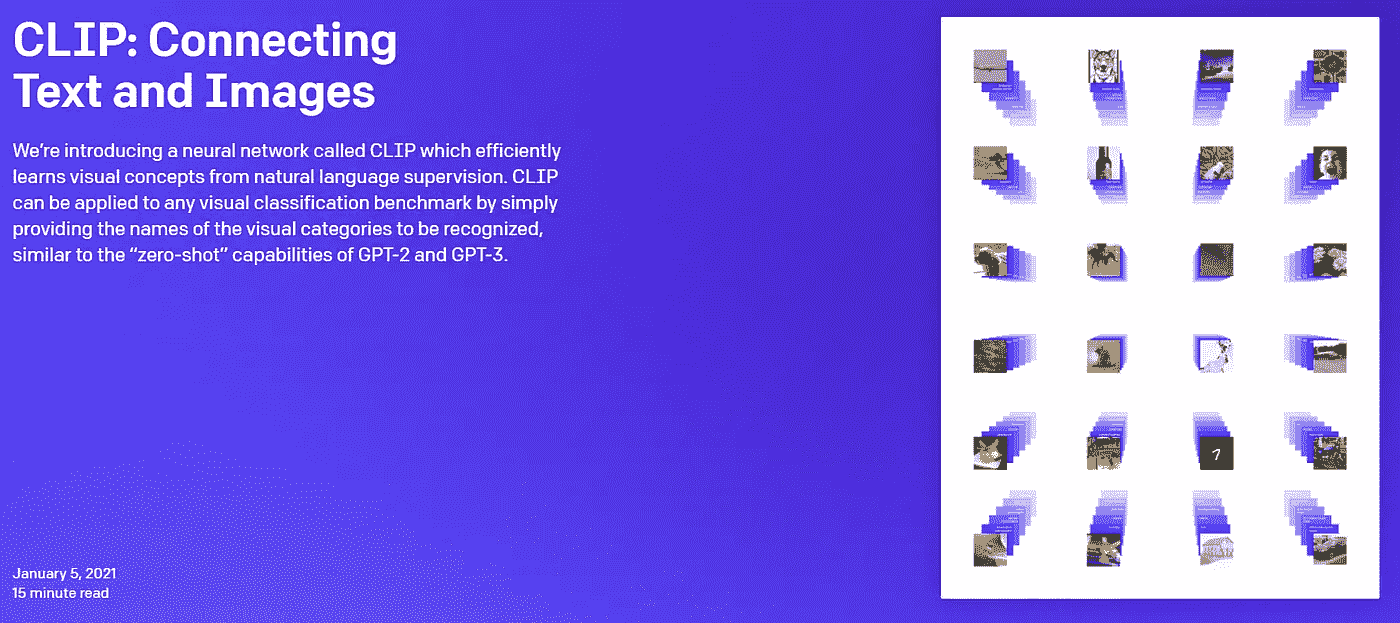 CLIP: Connecting
Text and Images
We’re introducing a neural network called CLIP which efficiently
learns visual concepts from natural language supervision. CLIP
can be applied to any visual classification benchmark by simply
providing the names of the visual categories to be recognized,
similar to the “zero-shot” capabilities of GPT-2 and GPT-3.
7
January 5, 2021
15 minute read